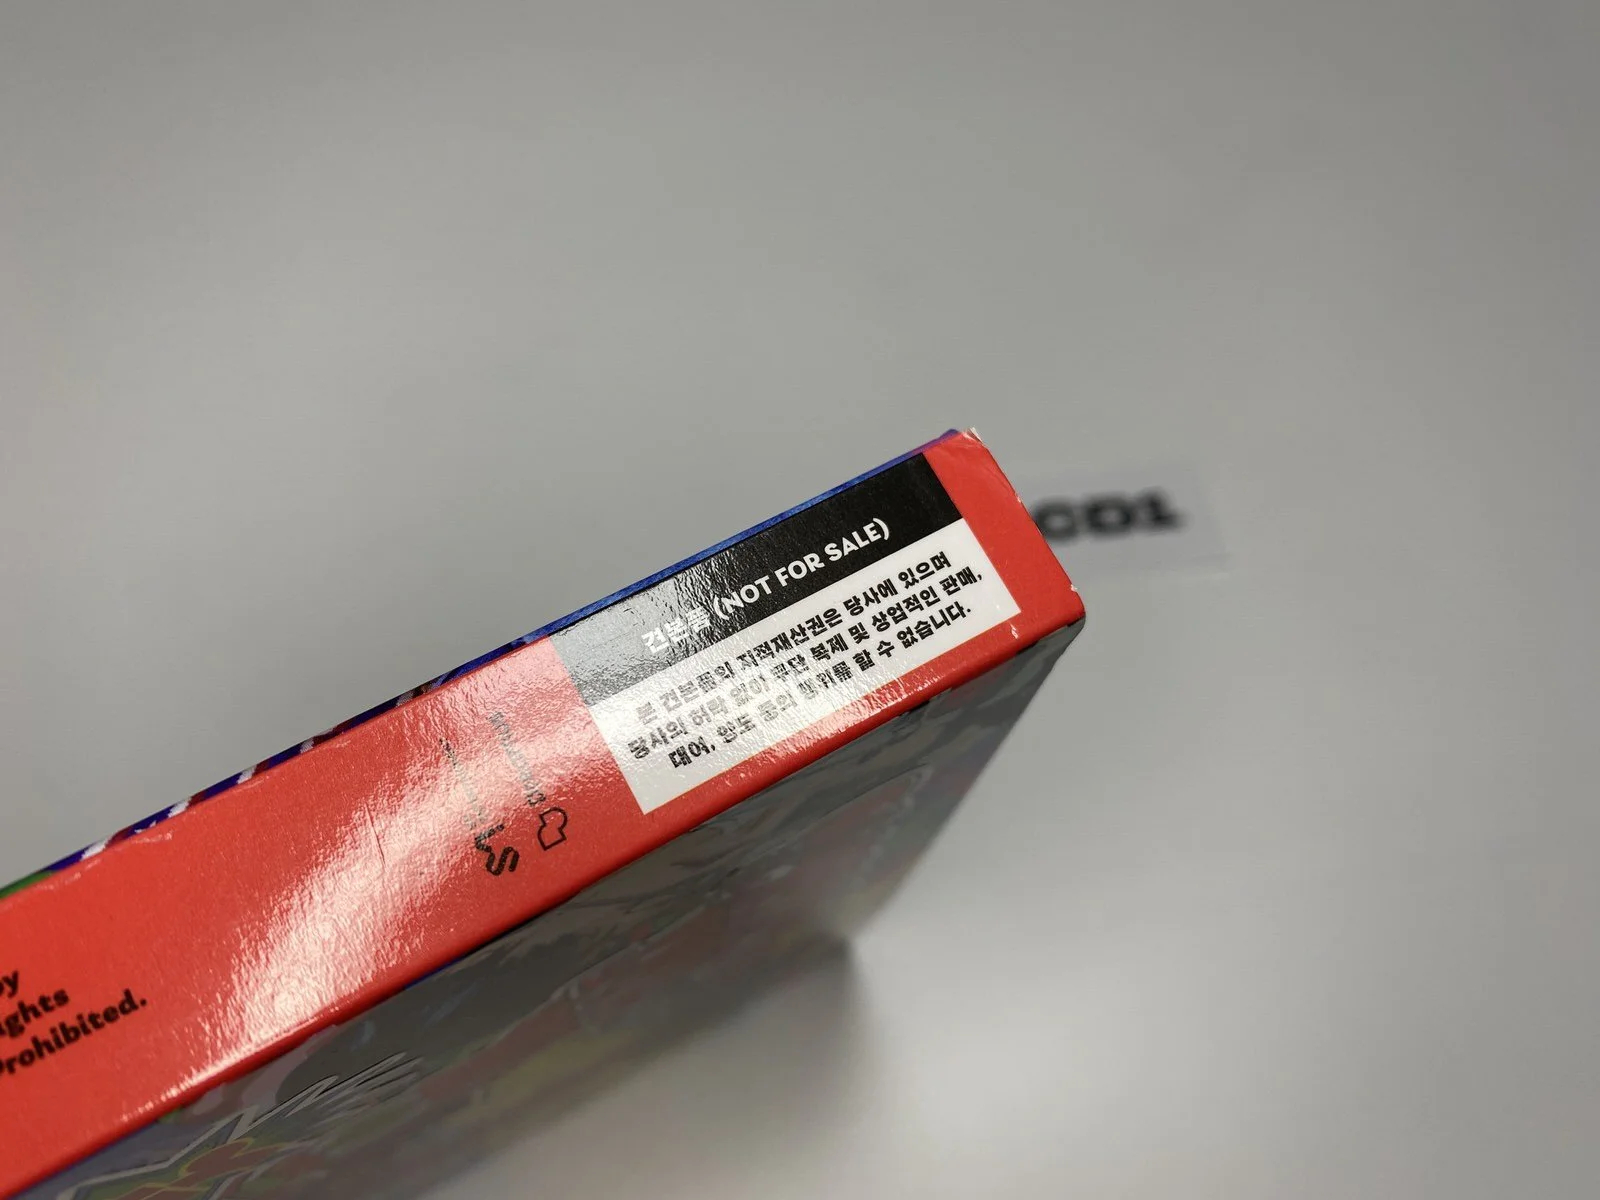 견본품 (NOT FOR SALE)
본 견본품의 지적재산권은 당사에 있으며
당사의 허락 없이 무단 복제 및 상업적인 판매,
대여, 양도 등의 행위를 할 수 없습니다.
CD1
Prohibited.